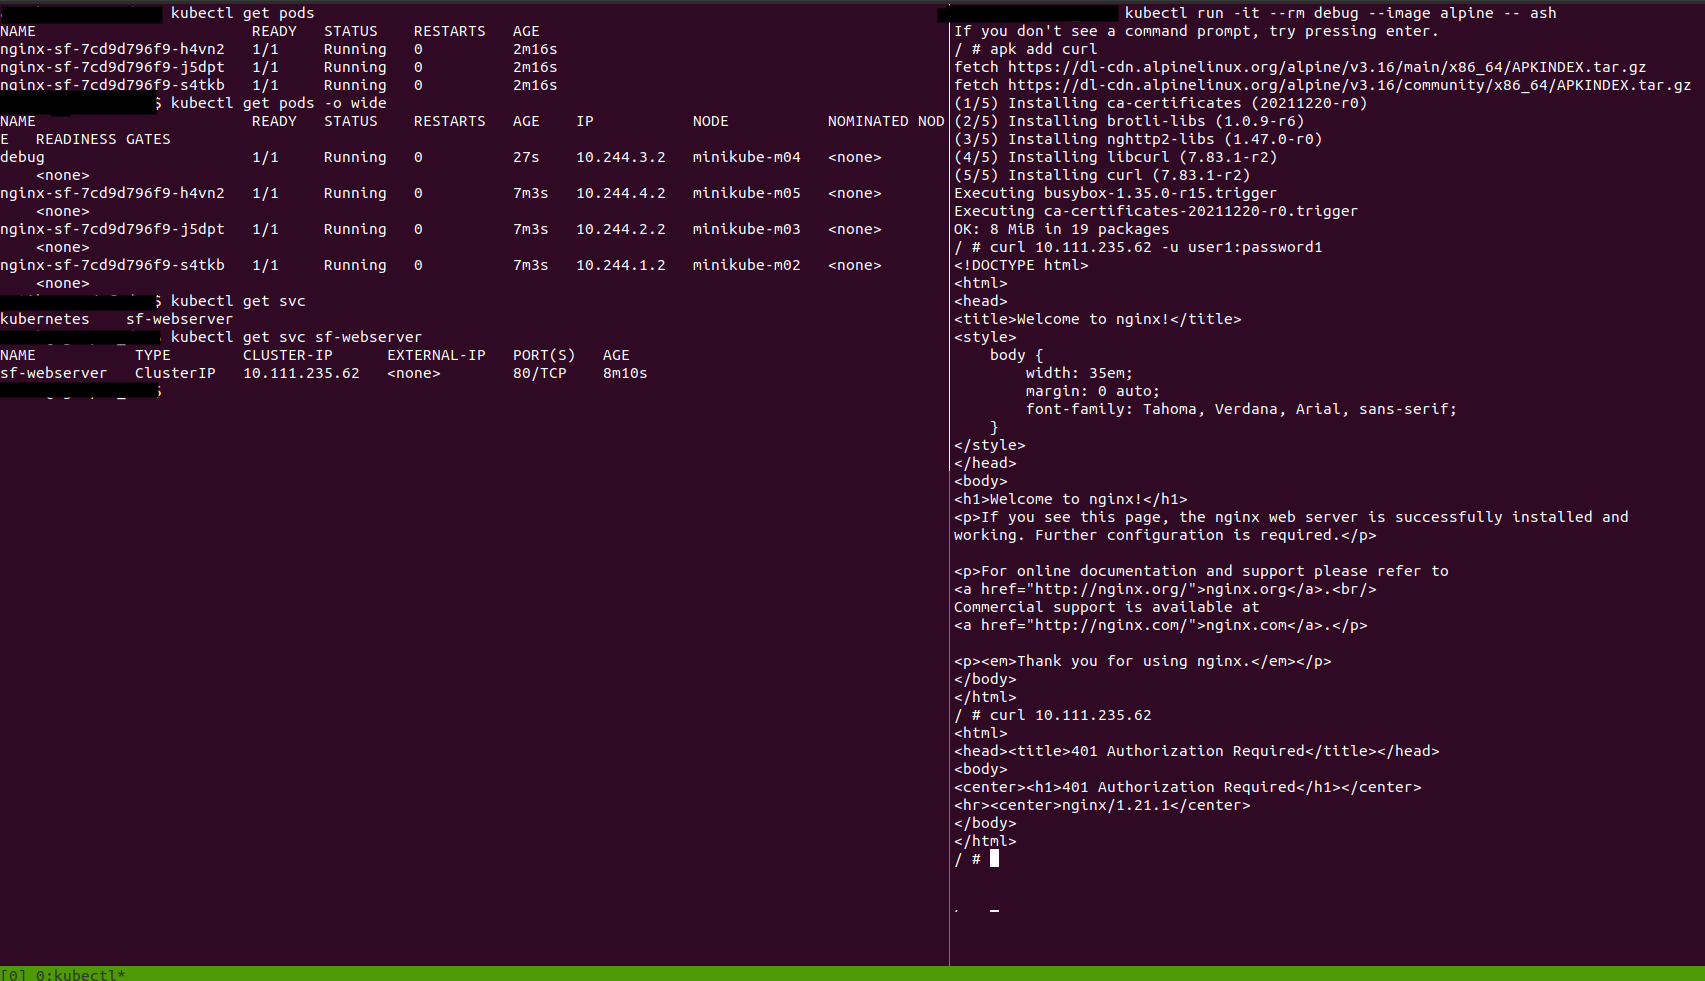 kubectl get pods
NAME                        READY   STATUS    RESTARTS   AGE
nginx-sf-7cd9d796f9-h4vn2   1/1     Running   0          2m16s
nginx-sf-7cd9d796f9-j5dpt   1/1     Running   0          2m16s
nginx-sf-7cd9d796f9-s4tkb   1/1     Running   0          2m16s
$ kubectl get pods -o wide
NAME                        READY   STATUS    RESTARTS   AGE    IP           NODE           NOMINATED NOD
E   READINESS GATES
debug                       1/1     Running   0          27s    10.244.3.2   minikube-m04   <none>
    <none>
nginx-sf-7cd9d796f9-h4vn2   1/1     Running   0          7m3s   10.244.4.2   minikube-m05   <none>
    <none>
nginx-sf-7cd9d796f9-j5dpt   1/1     Running   0          7m3s   10.244.2.2   minikube-m03   <none>
    <none>
nginx-sf-7cd9d796f9-s4tkb   1/1     Running   0          7m3s   10.244.1.2   minikube-m02   <none>
    <none>
$ kubectl get svc
kubernetes    sf-webserver
kubectl get svc sf-webserver
NAME           TYPE        CLUSTER-IP      EXTERNAL-IP   PORT(S)   AGE
sf-webserver   ClusterIP   10.111.235.62   <none>        80/TCP    8m10s
$
kubectl run -it --rm debug --image alpine -- ash
If you don't see a command prompt, try pressing enter.
/ # apk add curl
fetch https://dl-cdn.alpinelinux.org/alpine/v3.16/main/x86_64/APKINDEX.tar.gz
fetch https://dl-cdn.alpinelinux.org/alpine/v3.16/community/x86_64/APKINDEX.tar.gz
(1/5) Installing ca-certificates (20211220-r0)
(2/5) Installing brotli-libs (1.0.9-r6)
(3/5) Installing nghttp2-libs (1.47.0-r0)
(4/5) Installing libcurl (7.83.1-r2)
(5/5) Installing curl (7.83.1-r2)
Executing busybox-1.35.0-r15.trigger
Executing ca-certificates-20211220-r0.trigger
OK: 8 MiB in 19 packages
/ # curl 10.111.235.62 -u user1:password1
<!DOCTYPE html>
<html>
<head>
<title>Welcome to nginx!</title>
<style>
    body {
        width: 35em;
        margin: 0 auto;
        font-family: Tahoma, Verdana, Arial, sans-serif;
    }
</style>
</head>
<body>
<h1>Welcome to nginx!</h1>
<p>If you see this page, the nginx web server is successfully installed and
working. Further configuration is required.</p>

<p>For online documentation and support please refer to
<a href="http://nginx.org/">nginx.org</a>.<br/>
Commercial support is available at
<a href="http://nginx.com/">nginx.com</a>.</p>

<p><em>Thank you for using nginx.</em></p>
</body>
</html>
/ # curl 10.111.235.62
<html>
<head><title>401 Authorization Required</title></head>
<body>
<center><h1>401 Authorization Required</h1></center>
<hr><center>nginx/1.21.1</center>
</body>
</html>
/ #
[0] 0:kubectl*